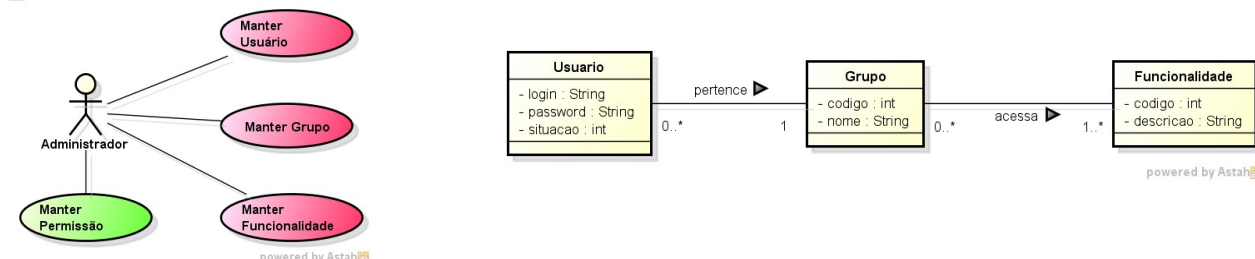 Manter
Usuário
Manter Grupo
Administrador
Manter
Permissão
Manter
Funcionalidade
powered by Astah
Usuario
- login : String
- password : String
- situacao : int
pertence
0..*
1
Grupo
- codigo : int
- nome : String
acessa
0..*
1..*
Funcionalidade
- codigo : int
- descricao : String
powered by Astah